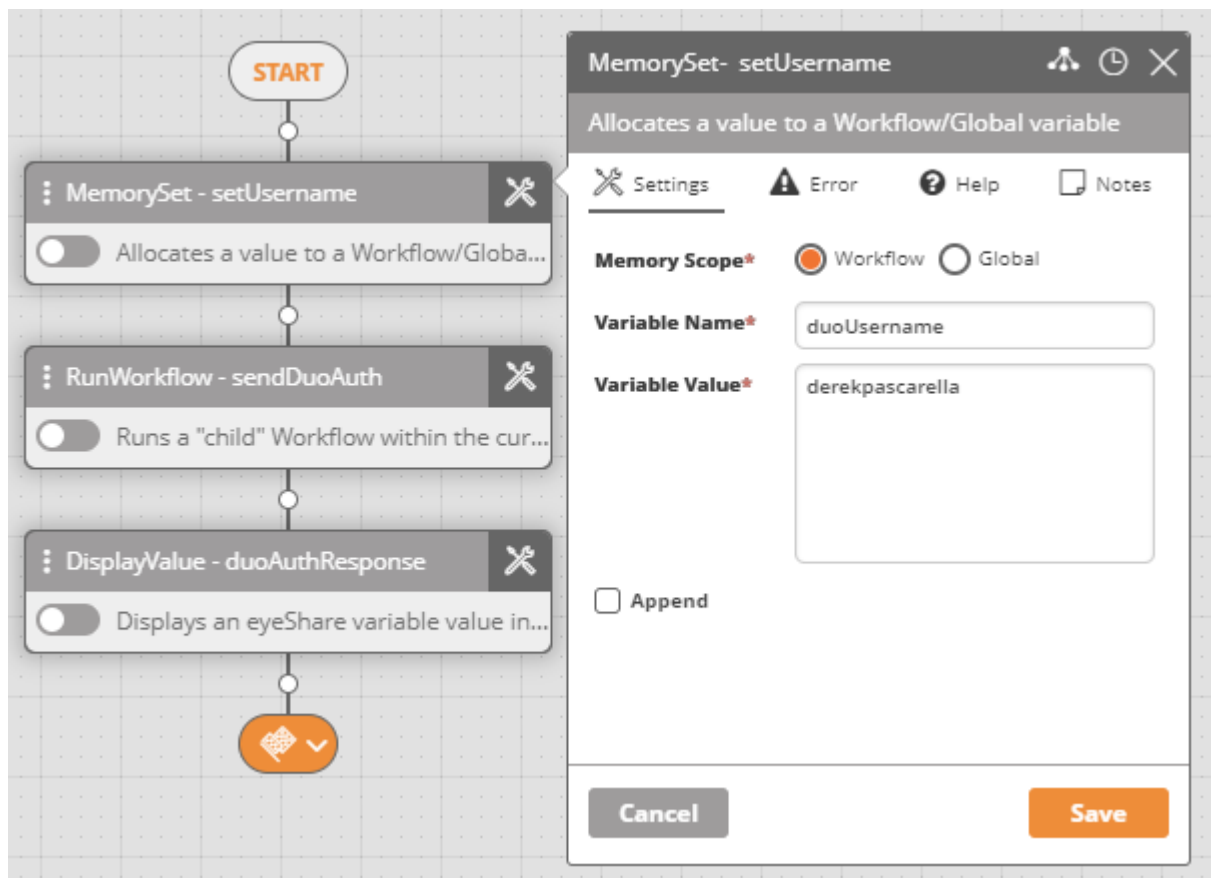 START
MemorySet - setUsername
Allocates a value to a Workflow/Globa...
RunWorkflow - sendDuoAuth
Runs a "child" Workflow within the cur...
DisplayValue - duoAuthResponse
Displays an eyeShare variable value in...
MemorySet- setUsername
Allocates a value to a Workflow/Global variable
Settings Error Help Notes
Memory Scope* Workflow Global
Variable Name* duoUsername
Variable Value* derekpascarella
Append
Cancel Save